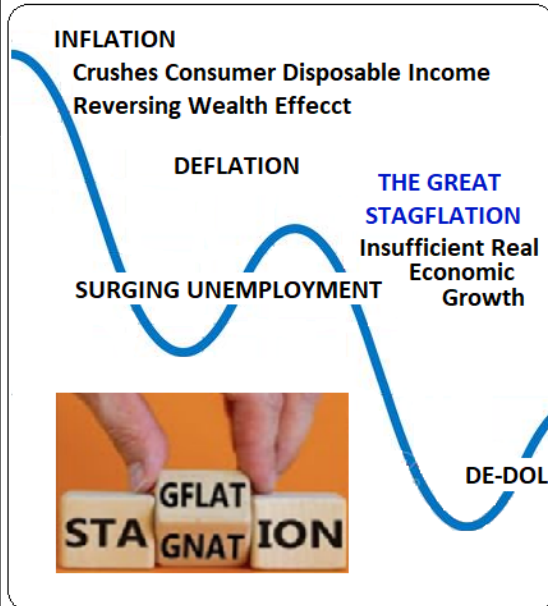 INFLATION
Crushes Consumer Disposable Income
Reversing Wealth Effecct
DEFLATION
THE GREAT
STAGFLATION
Insufficient Real
Economic
Growth
SURGING UNEMPLOYMENT
GFLAT
STA GNAT ION
DE-DOL